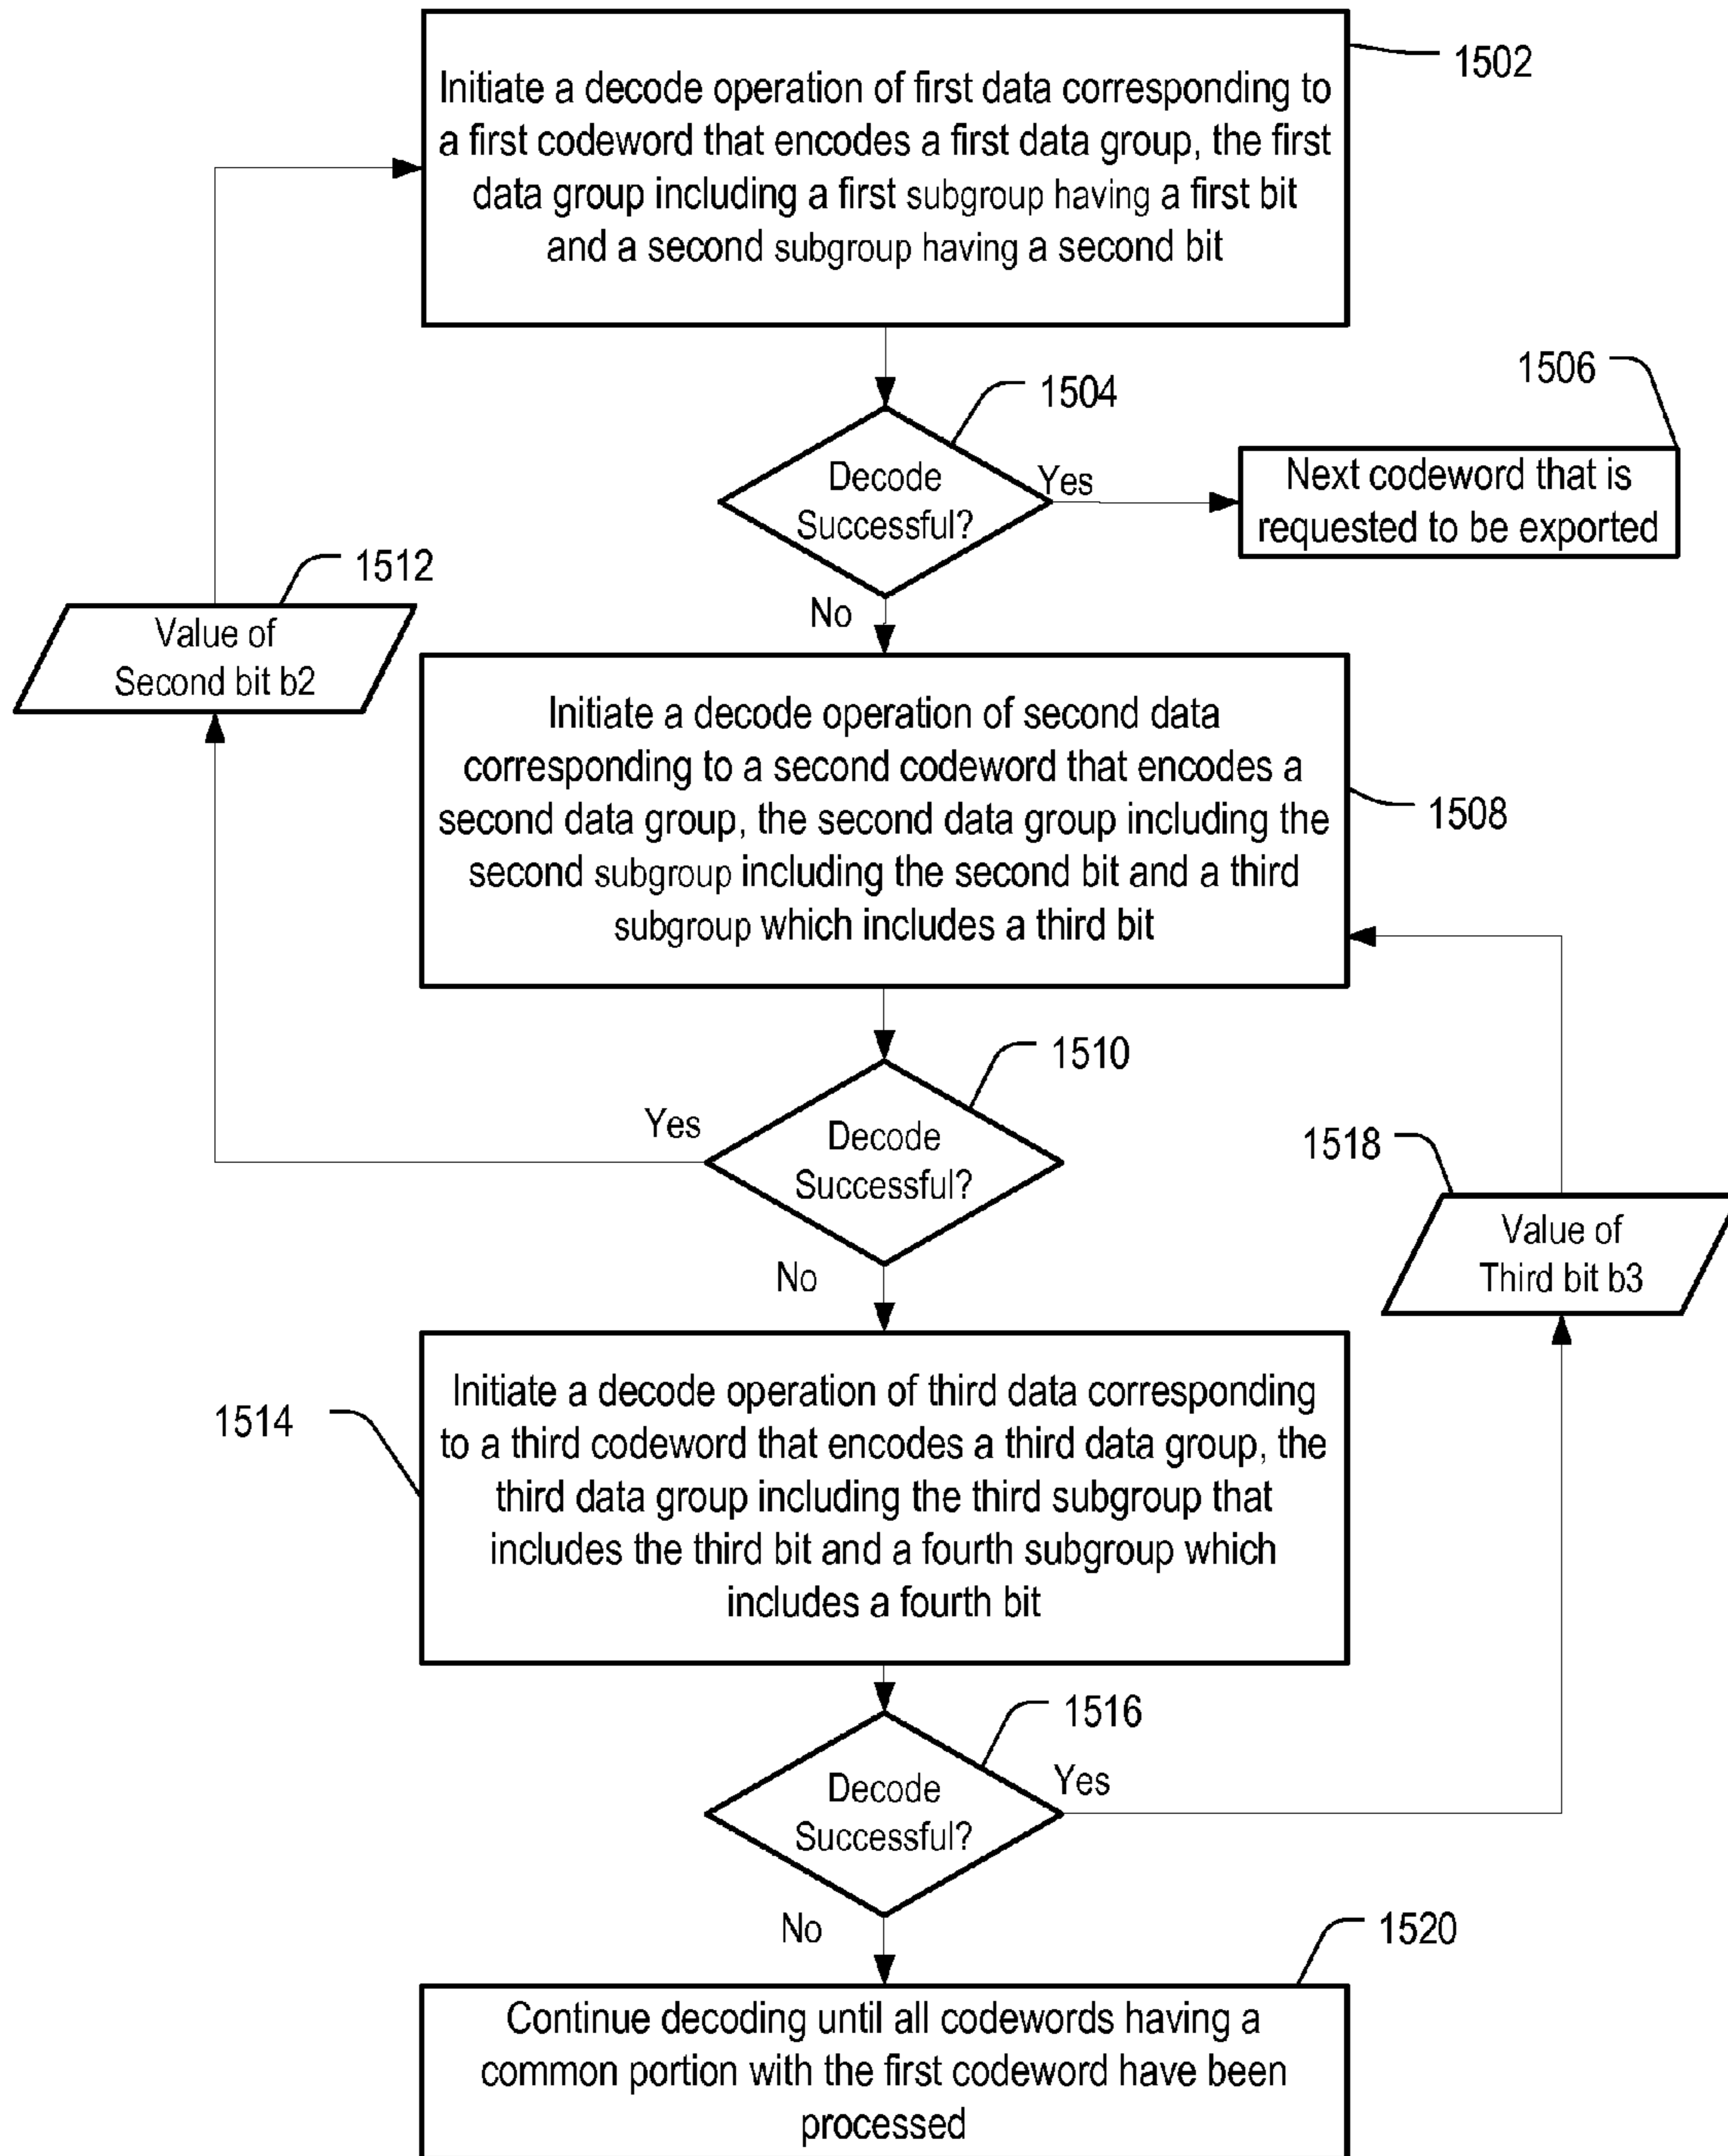 1502
Initiate a decode operation of first data corresponding to
a first codeword that encodes a first data group, the first
data group including a first subgroup having a first bit
and a second subgroup having a second bit
1504
1506
Decode
Successful?
Yes
Next codeword that is
requested to be exported
No
1512
Value of
Second bit b2
Initiate a decode operation of second data
corresponding to a second codeword that encodes a
second data group, the second data group including the
second subgroup including the second bit and a third
subgroup which includes a third bit
1508
1510
Yes
Decode
Successful?
No
1518
Value of
Third bit b3
1514
Initiate a decode operation of third data corresponding
to a third codeword that encodes a third data group, the
third data group including the third subgroup that
includes the third bit and a fourth subgroup which
includes a fourth bit
1516
Decode
Successful?
Yes
No
1520
Continue decoding until all codewords having a
common portion with the first codeword have been
processed